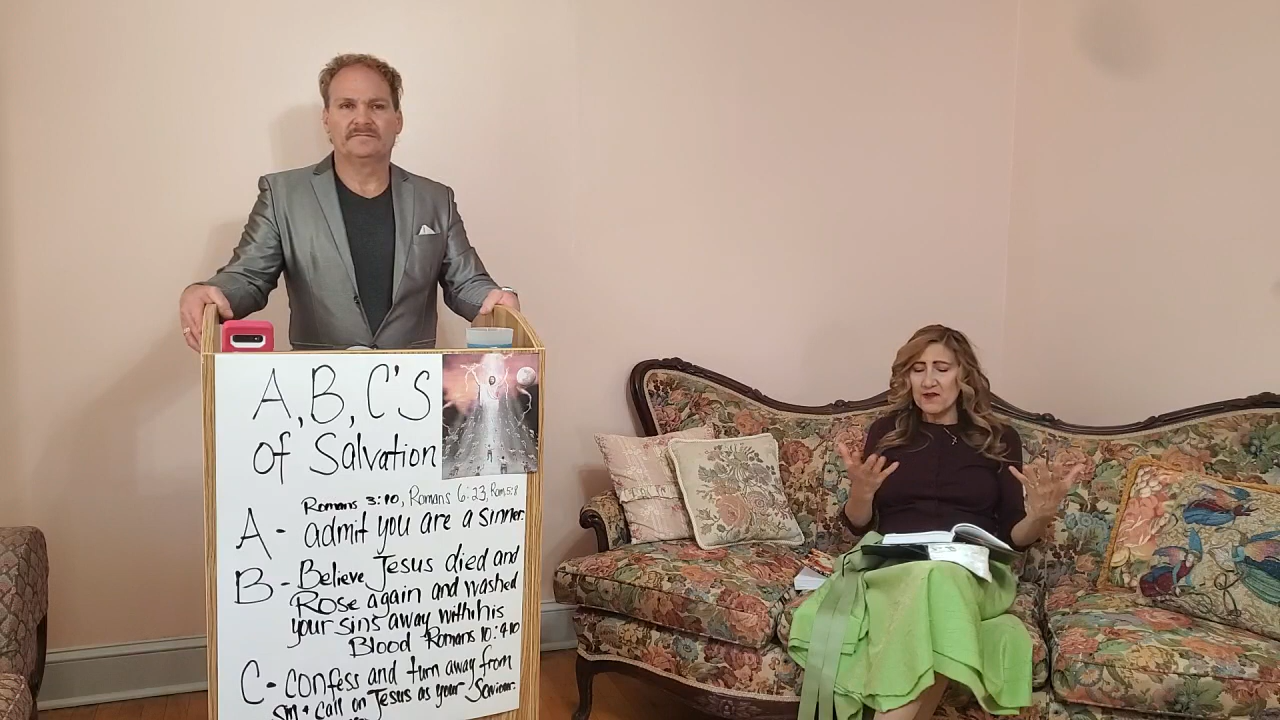 A, B, C'S
of Salvation
Romans 3:10, Romans 6:23, Rom 5:8
A - admit you are a sinner.
B - Believe Jesus died and
Rose again and washed
your sins away with his
Blood - Romans 10:9-10
C - confess and turn away from
sin + call on Jesus as your Saviour.